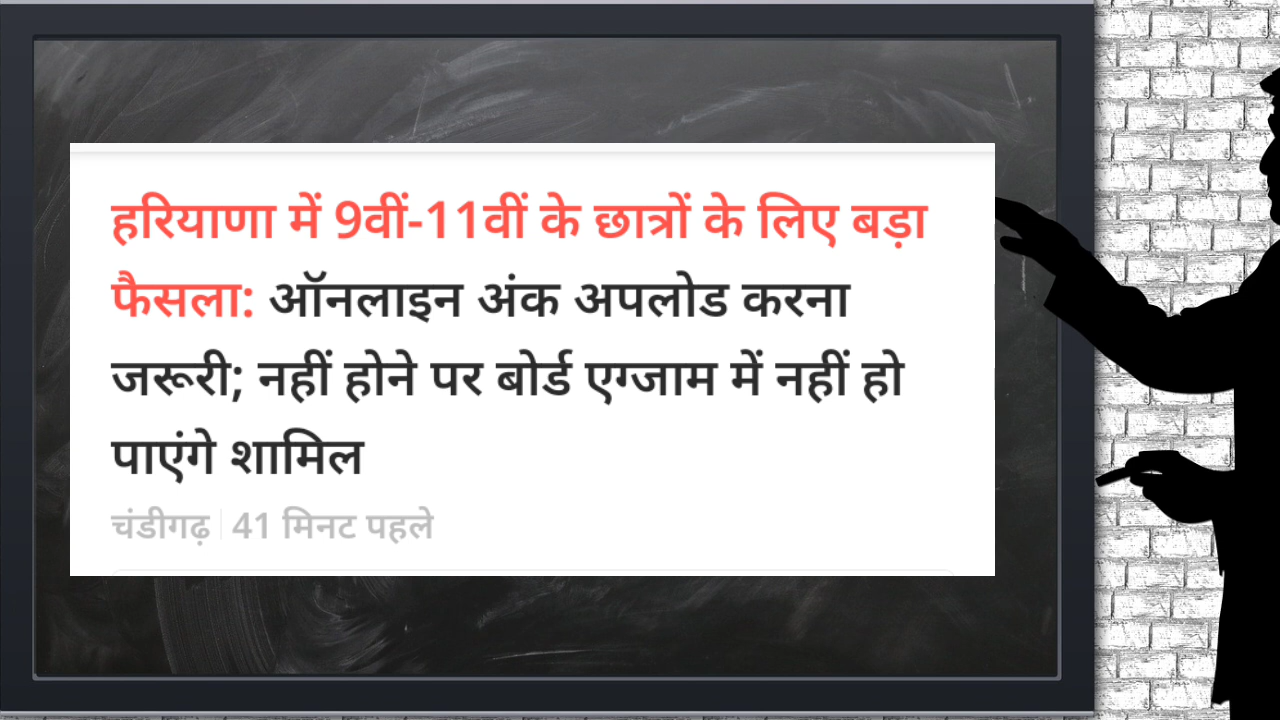 हरियाणा में 9वीं-11वीं के छात्रों के लिए बड़ा
फैसला: ऑनलाइन अंक अपलोड करना
जरूरी; नहीं होने पर बोर्ड एग्जाम में नहीं हो
पाएंगे शामिल
चंडीगढ़ 41 मिनट पहले